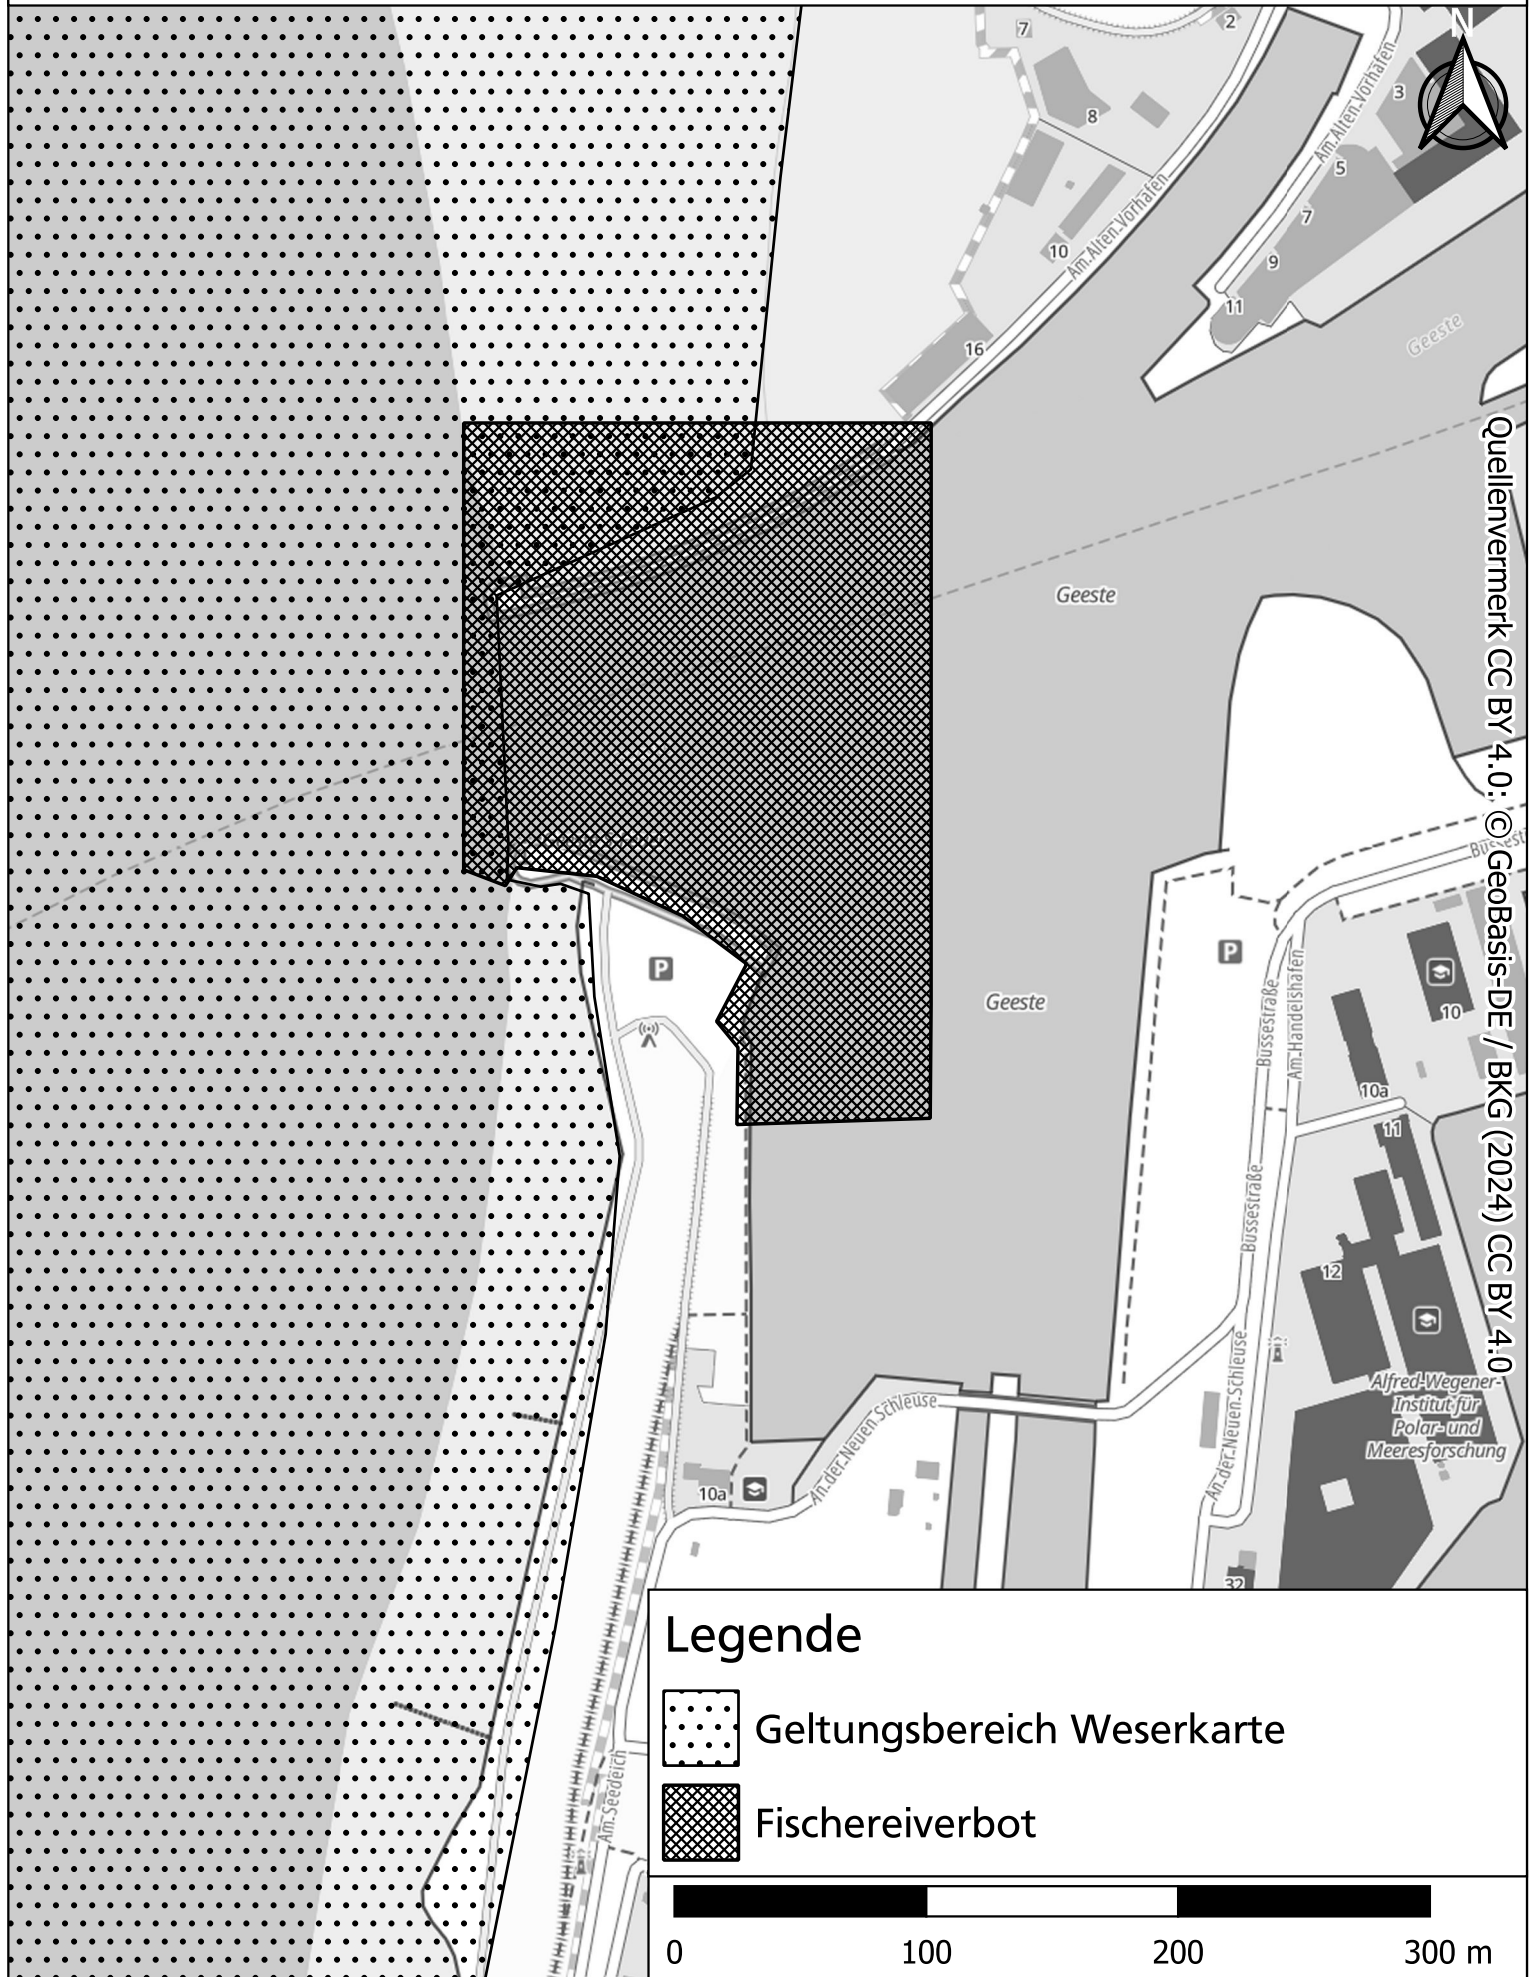 N
7
2
8
3
5
7
9
11
10
16
Am Alten Vorhafen
Am Alten Vorhafen
Geeste
Geeste
Geeste
Quellenvermerk CC BY 4.0: © GeoBasis-DE / BKG (2024) CC BY 4.0
P
P
Bussestraße
Am Handelshafen
10
10a
11
Bussestraße
12
An der Neuen Schleuse
An der Neuen Schleuse
Alfred-Wegener-
Institut für
Polar- und
Meeresforschung
10a
32
Am Seedeich
Legende
Geltungsbereich Weserkarte
Fischereiverbot
0 100 200 300 m